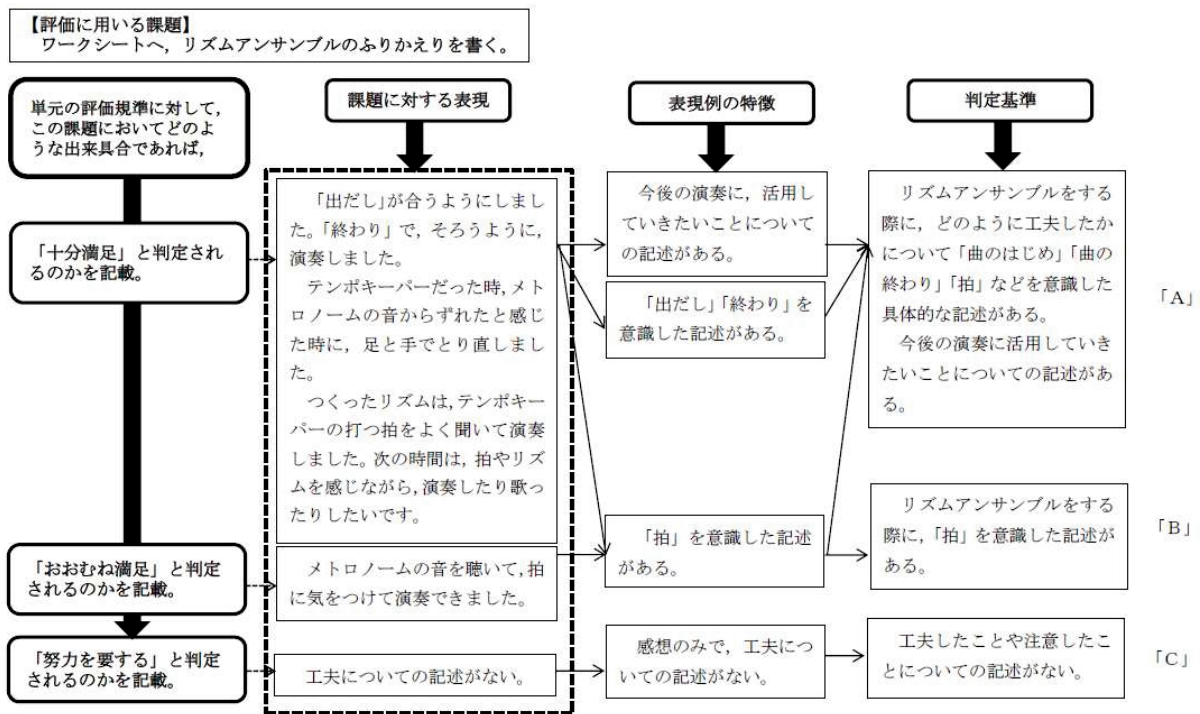 【評価に用いる課題】
ワークシートへ，リズムアンサンブルのふりかえりを書く。
単元の評価規準に対して，
この課題においてどのよ
うな出来具合であれば，
課題に対する表現
表現例の特徴
判定基準
「十分満足」と判定され
るのかを記載。
「出だし」が合うようにしまし
た。「終わり」で，そろうように，
演奏しました。
テンポキーパーだった時，メト
ロノームの音からずれたと感じ
た時に，足と手でとり直しまし
た。
つくったリズムは，テンポキー
パーの打つ拍をよく聞いて演奏
しました。次の時間は，拍やリズ
ムを感じながら，演奏したり歌っ
たりしたいです。
今後の演奏に，活用し
ていきたいことについて
の記述がある。
「出だし」「終わり」を
意識した記述がある。
リズムアンサンブルをする
際に，どのように工夫したか
について「曲のはじめ」「曲の
終わり」「拍」などを意識した
具体的な記述がある。
今後の演奏に活用していき
たいことについての記述があ
る。
「A」
「おおむね満足」と判定
されるのかを記載。
メトロノームの音を聴いて，拍
に気をつけて演奏できました。
「拍」を意識した記述
がある。
リズムアンサンブルをする
際に，「拍」を意識した記述が
ある。
「B」
「努力を要する」と判定
されるのかを記載。
工夫についての記述がない。
感想のみで，工夫につ
いての記述がない。
工夫したことや注意したこ
とについての記述がない。
「C」